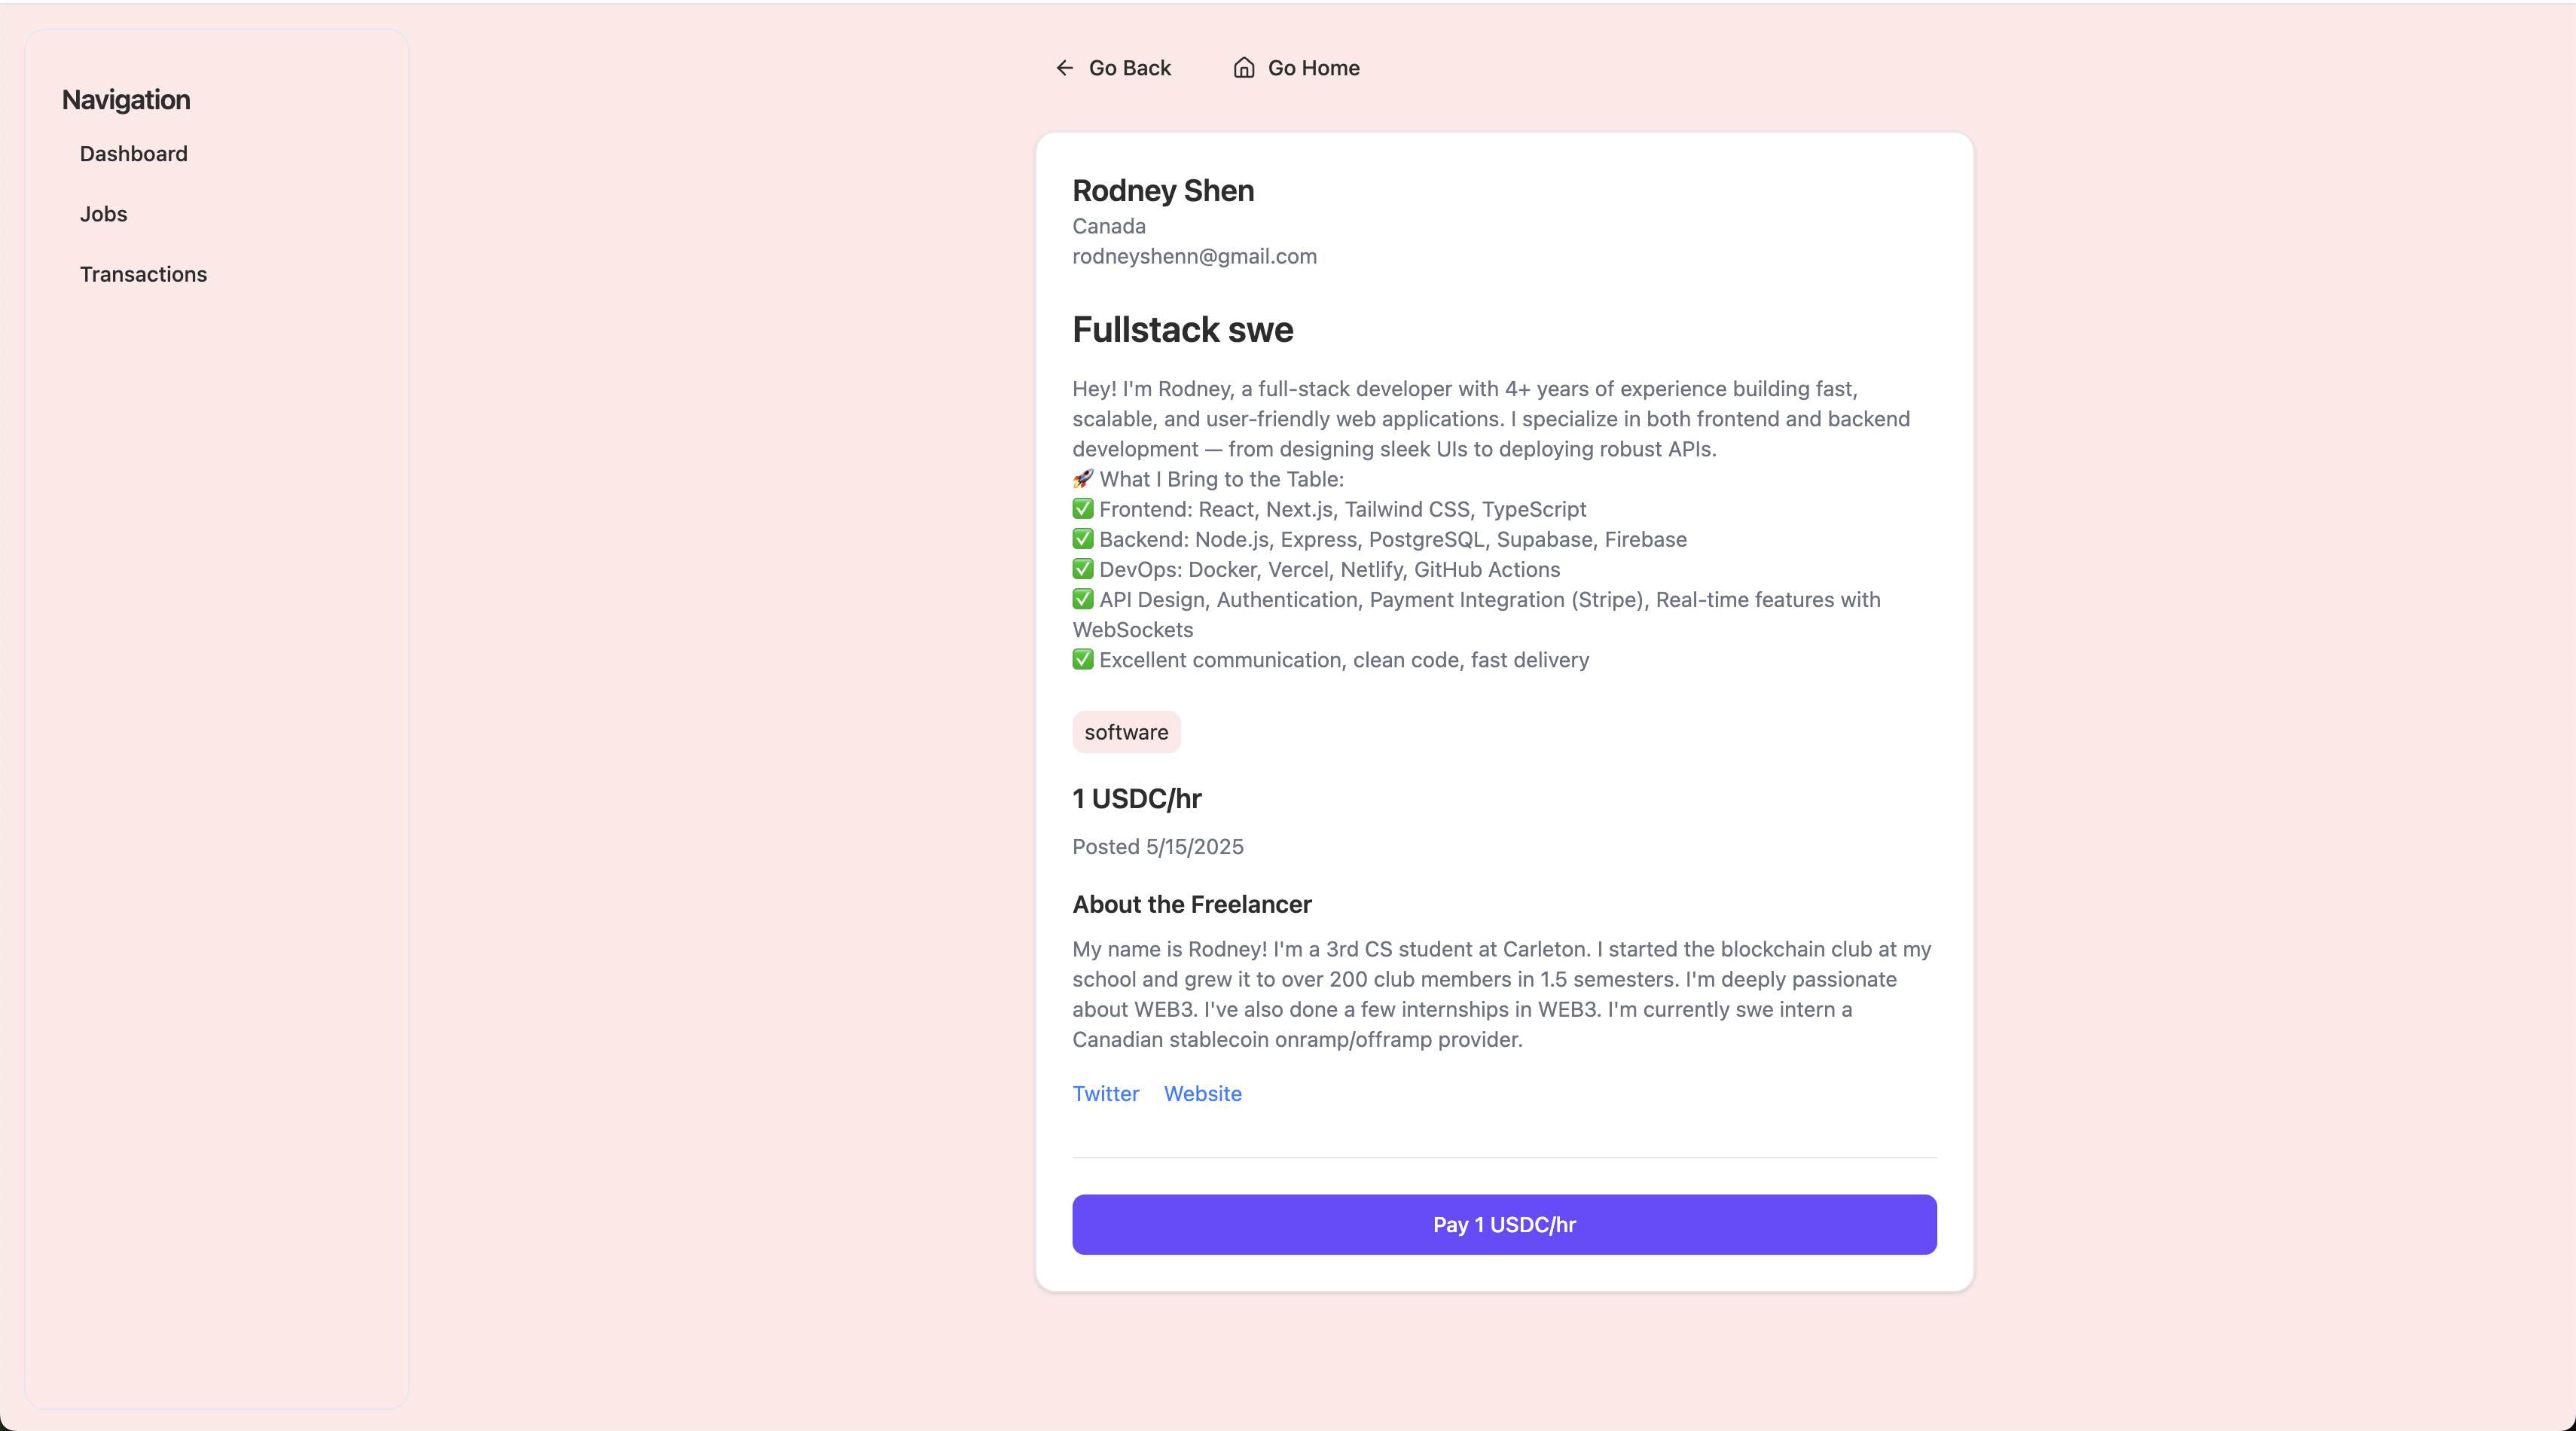 Navigation
Dashboard
Jobs
Transactions
Go Back
Go Home
Rodney Shen
Canada
rodneyshenn@gmail.com
Fullstack swe
Hey! I'm Rodney, a full-stack developer with 4+ years of experience building fast,
scalable, and user-friendly web applications. I specialize in both frontend and backend
development — from designing sleek UIs to deploying robust APIs.
🚀 What I Bring to the Table:
✅ Frontend: React, Next.js, Tailwind CSS, TypeScript
✅ Backend: Node.js, Express, PostgreSQL, Supabase, Firebase
✅ DevOps: Docker, Vercel, Netlify, GitHub Actions
✅ API Design, Authentication, Payment Integration (Stripe), Real-time features with
WebSockets
✅ Excellent communication, clean code, fast delivery
software
1 USDC/hr
Posted 5/15/2025
About the Freelancer
My name is Rodney! I'm a 3rd CS student at Carleton. I started the blockchain club at my
school and grew it to over 200 club members in 1.5 semesters. I'm deeply passionate
about WEB3. I've also done a few internships in WEB3. I'm currently swe intern a
Canadian stablecoin onramp/offramp provider.
Twitter
Website
Pay 1 USDC/hr